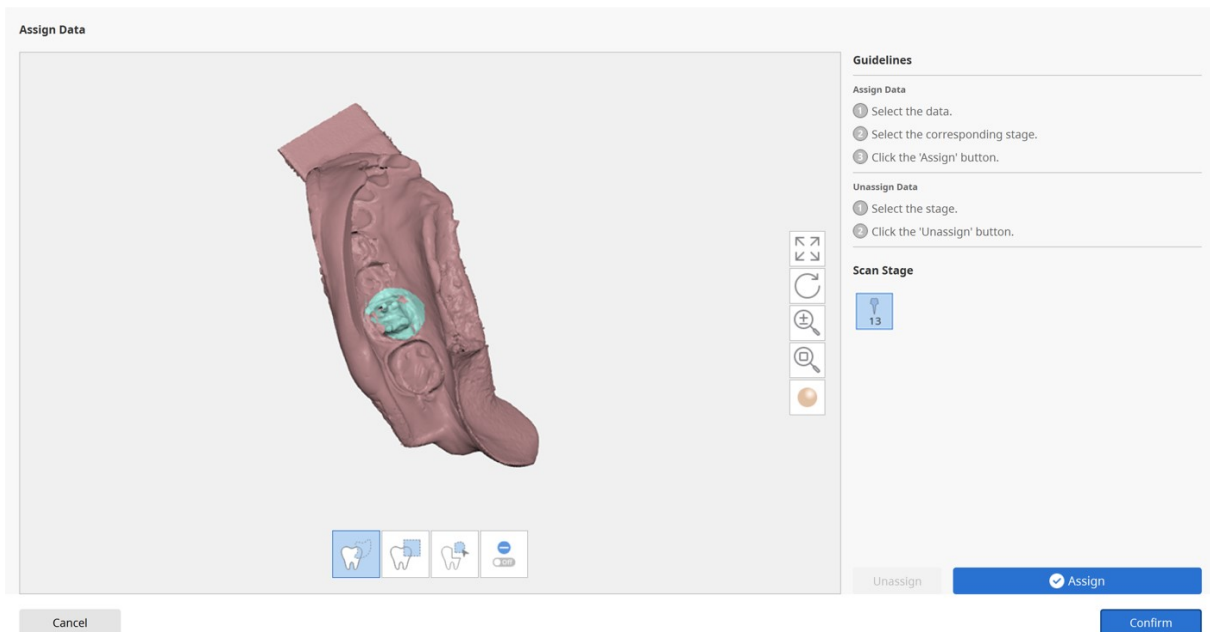 Assign Data
Guidelines
Assign Data
1 Select the data.
2 Select the corresponding stage.
3 Click the 'Assign' button.
Unassign Data
1 Select the stage.
2 Click the 'Unassign' button.
Scan Stage
13
Off
Unassign
Assign
Cancel
Confirm